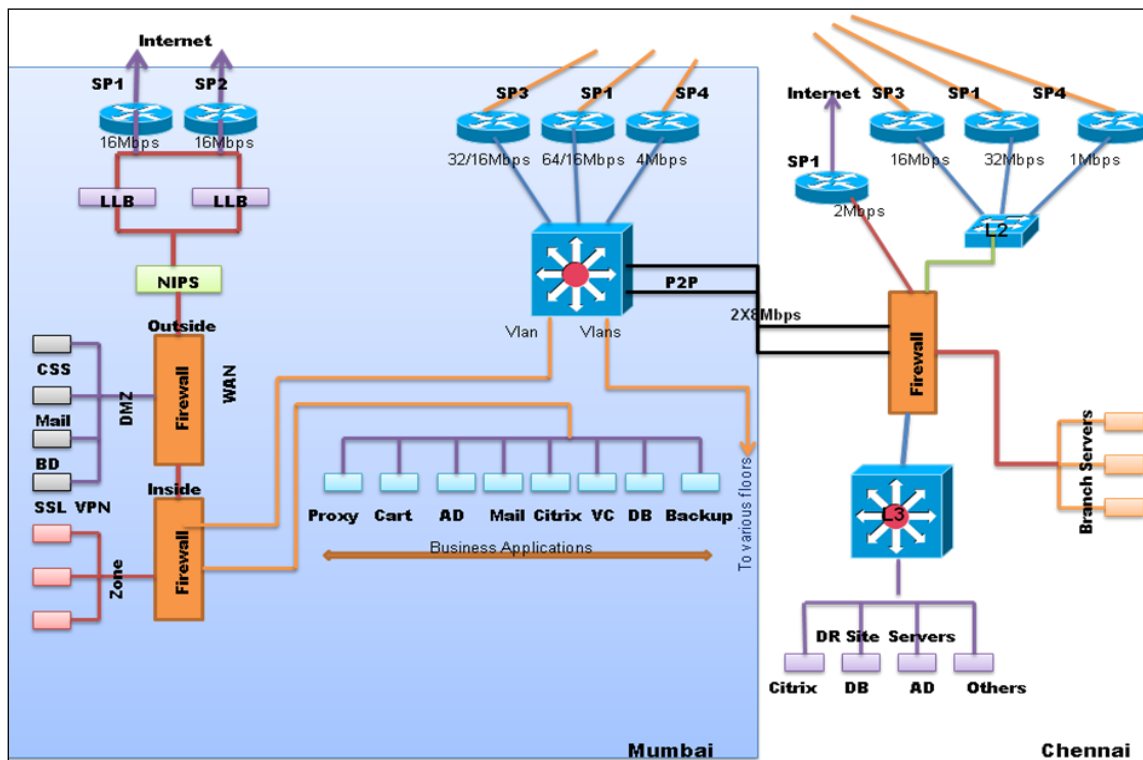 Internet
SP1
SP2
16Mbps
16Mbps
LLB
LLB
NIPS
Outside
Firewall
WAN
DMZ
CSS
Mail
BD
SSL VPN
Inside
Firewall
Zone
SP3
SP1
SP4
32/16Mbps
64/16Mbps
4Mbps
P2P
2X8Mbps
Vlan
Vlans
To various floors
Proxy
Cart
AD
Mail
Citrix
VC
DB
Backup
Business Applications
Mumbai
Internet
SP3
SP1
SP4
SP1
16Mbps
32Mbps
1Mbps
2Mbps
L2
Firewall
Branch Servers
L3
DR Site Servers
Citrix
DB
AD
Others
Chennai